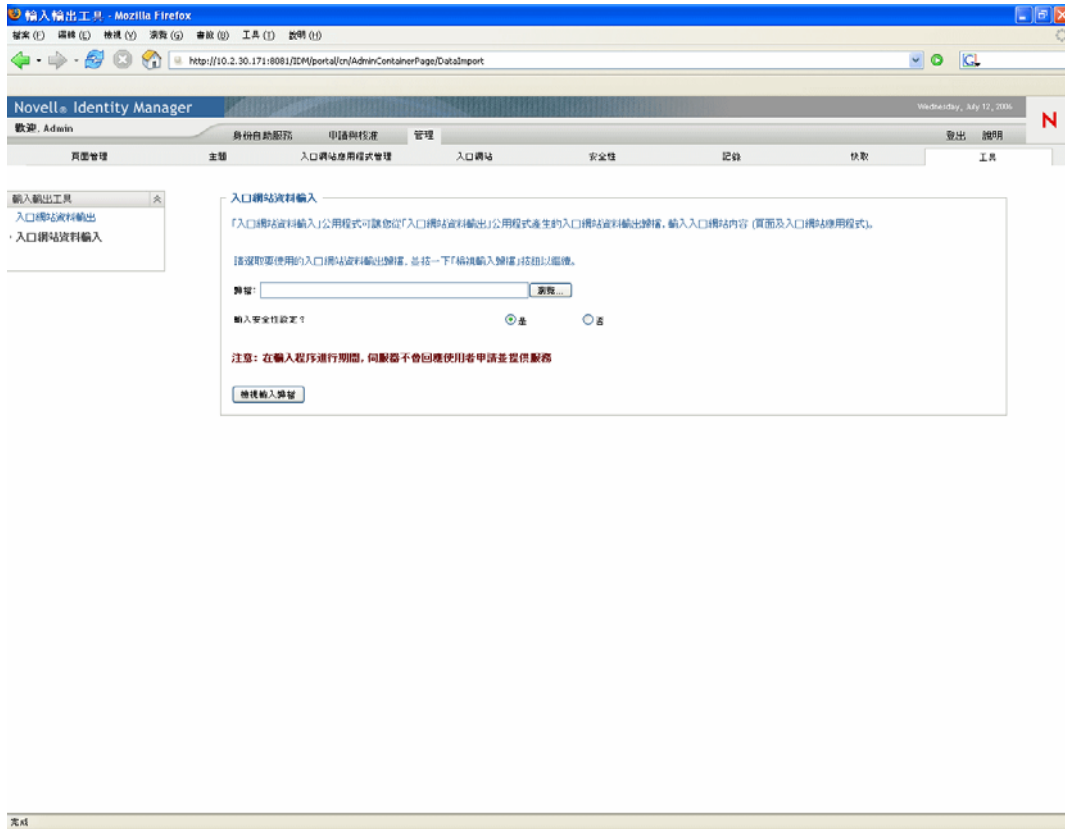 輸入輸出工具 - Mozilla Firefox
檔案(F) 編輯(E) 檢視(V) 瀏覽(G) 書籤(B) 工具(T) 說明(H)
http://10.2.30.171:8081/IDM/portal/cn/AdminContainerPage/DataImport
Novell® Identity Manager
Wednesday, July 12, 2006
N
歡迎, Admin
身份自助服務 申請與核准 管理
登出 說明
頁面管理 主題 入口網站應用程式管理 入口網站 安全性 記錄 快取 工具
輸入輸出工具
入口網站資料輸出
入口網站資料輸入
入口網站資料輸入
「入口網站資料輸入」公用程式可讓您從「入口網站資料輸出」公用程式產生的入口網站資料輸出歸檔, 輸入入口網站內容 (頁面及入口網站應用程式)。
請選取要使用的入口網站資料輸出歸檔, 並按一下「檢視輸入歸檔」按鈕以繼續。
歸檔:
瀏覽...
輸入安全性設定?
是
否
注意: 在輸入程序進行期間, 伺服器不會回應使用者申請並提供服務
檢視輸入歸檔
完成